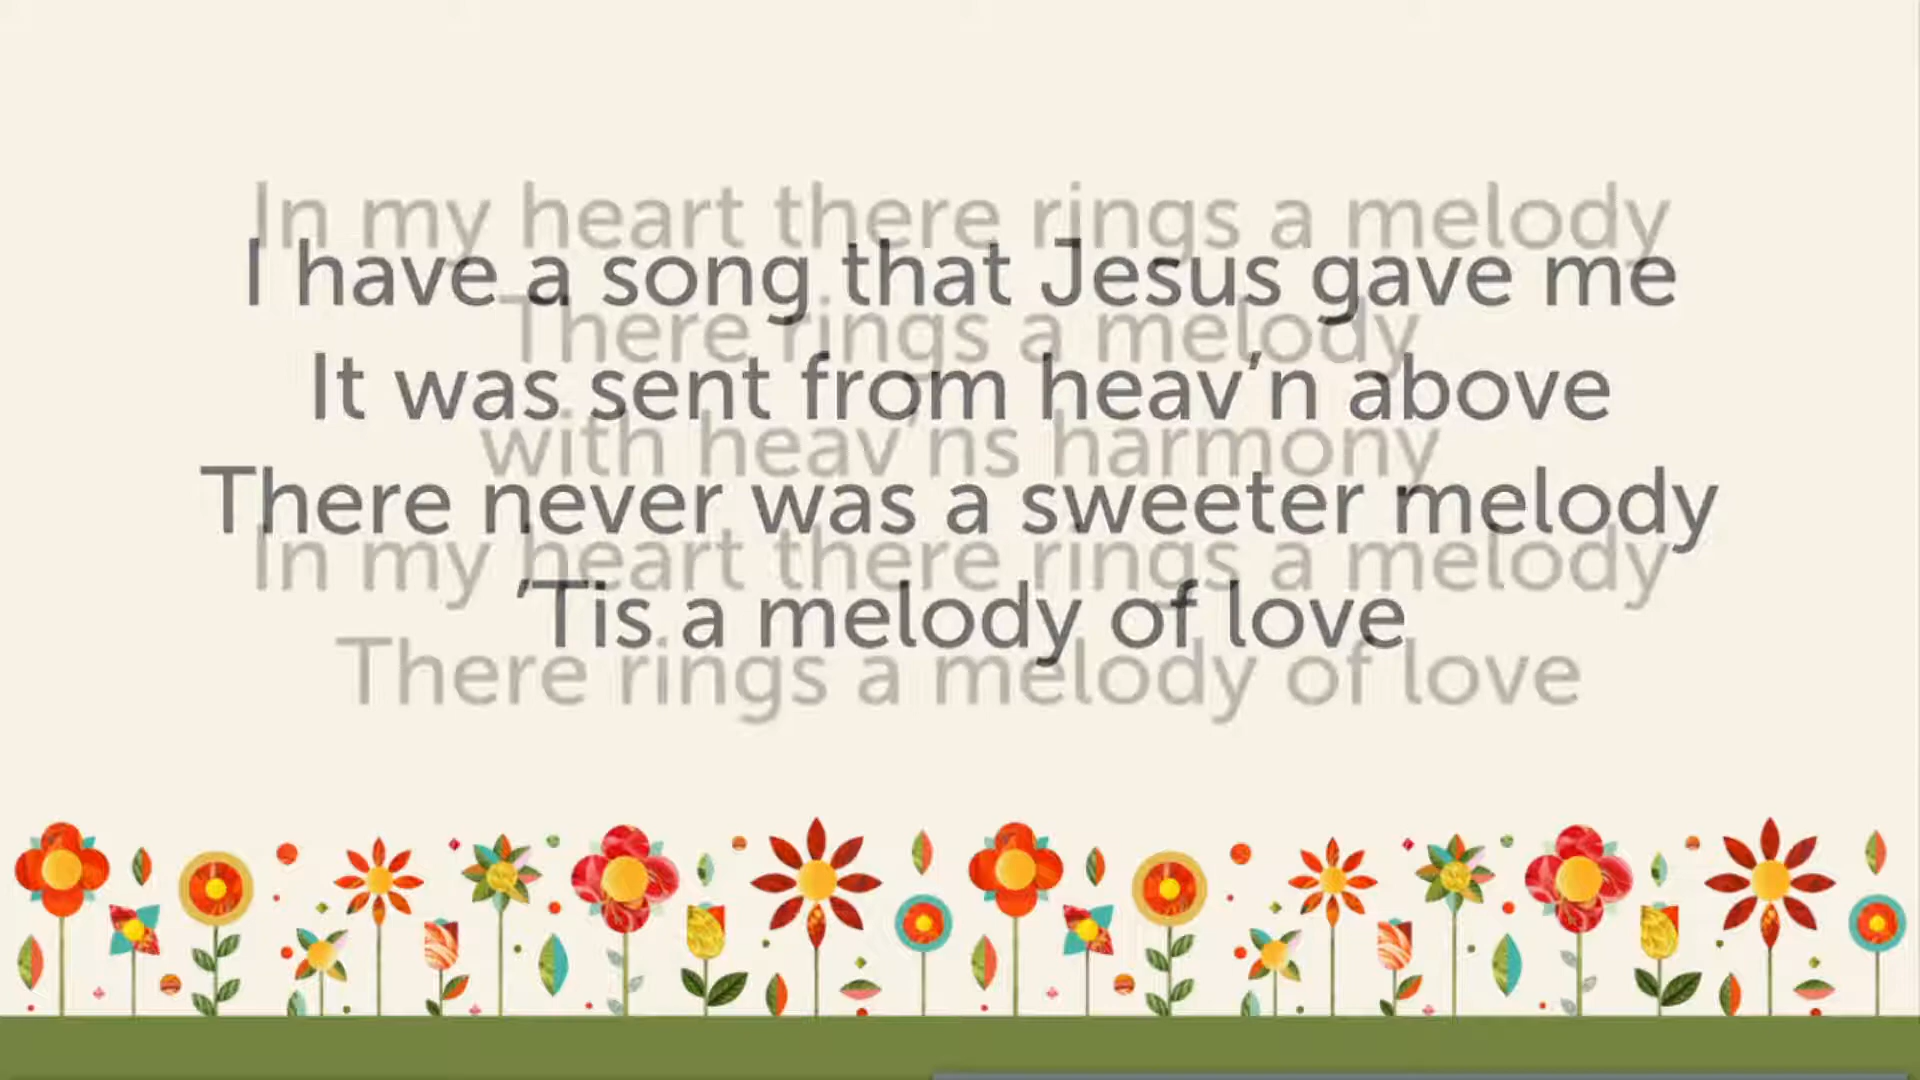 In my heart there rings a melody
I have a song that Jesus gave me
There rings a melody
It was sent from heav'n above
with heav'ns harmony
There never was a sweeter melody
In my heart there rings a melody
'Tis a melody of love
There rings a melody of love